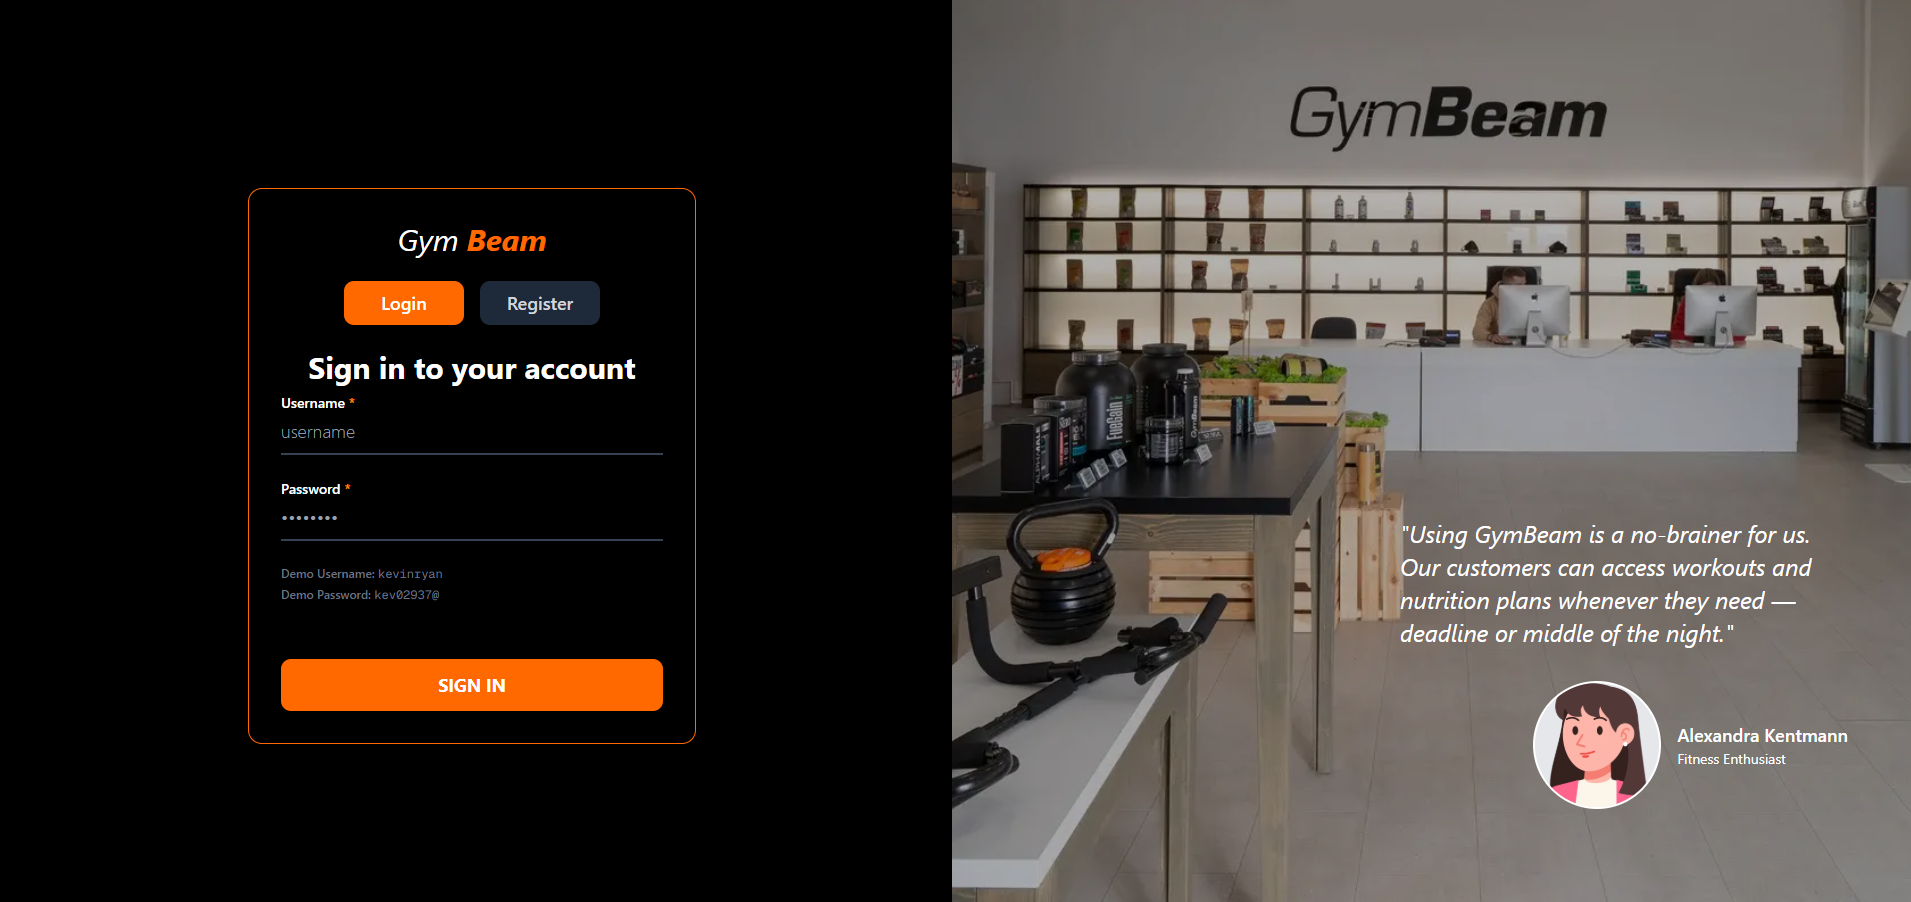 Gym Beam
Login
Register
Sign in to your account
Username *
username
Password *
••••••••
Demo Username: kevinryan
Demo Password: kev02937@
SIGN IN
GymBeam
FueGain
GymBeam
"Using GymBeam is a no-brainer for us.
Our customers can access workouts and
nutrition plans whenever they need —
deadline or middle of the night."
Alexandra Kentmann
Fitness Enthusiast